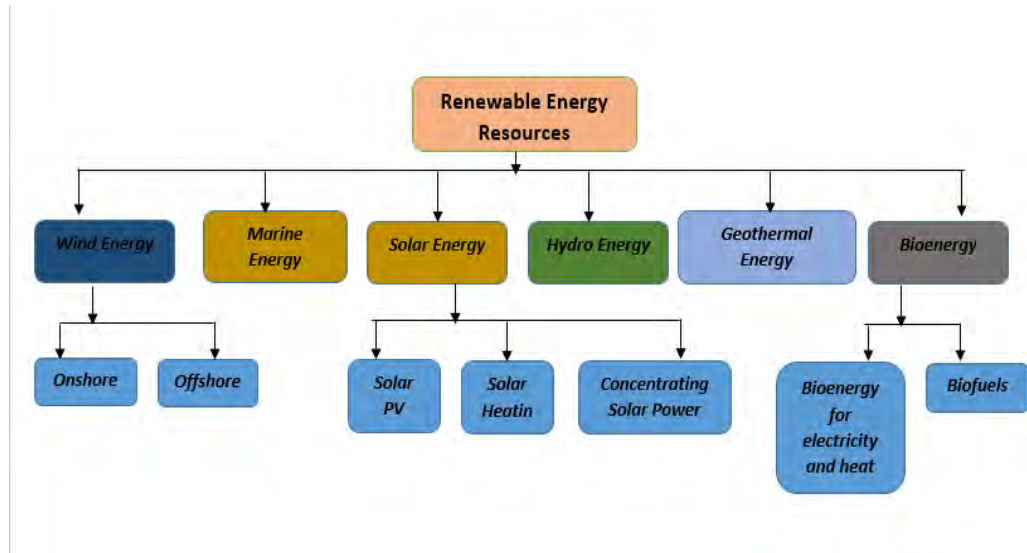 Renewable Energy
Resources
Wind Energy
Marine
Energy
Solar Energy
Hydro Energy
Geothermal
Energy
Bioenergy
Onshore
Offshore
Solar
PV
Solar
Heatin
Concentrating
Solar Power
Bioenergy
for
electricity
and heat
Biofuels